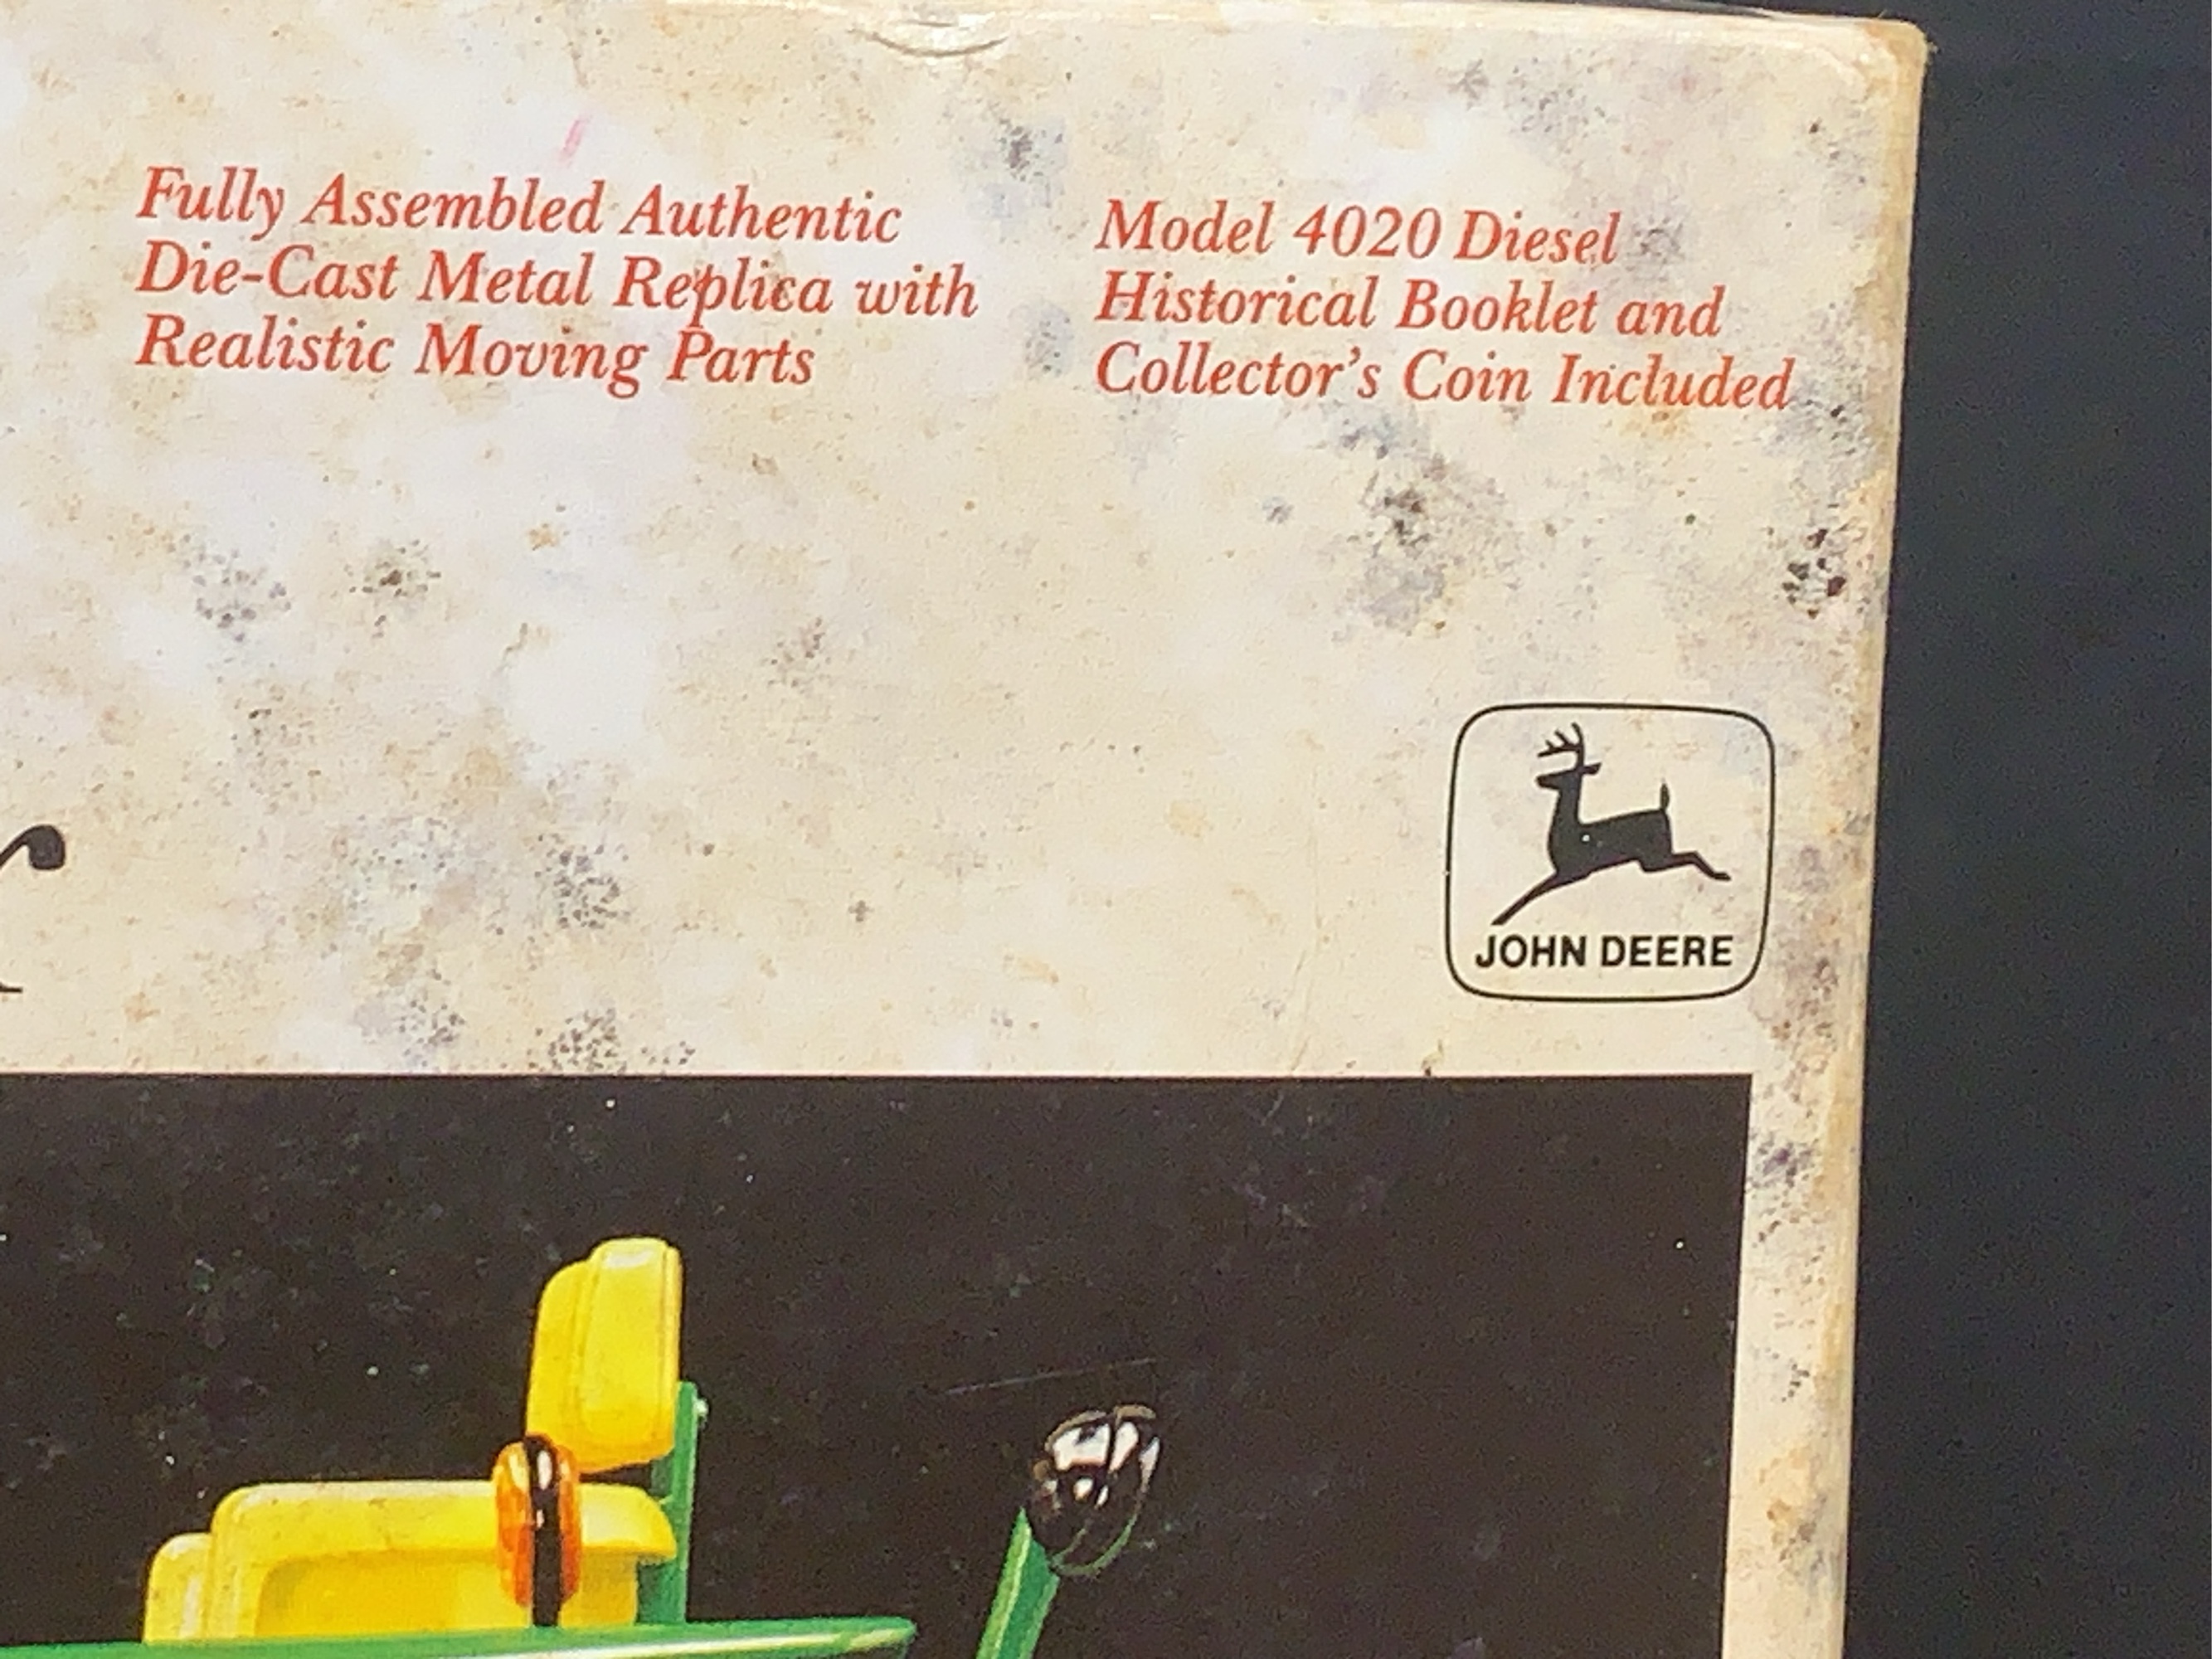 Fully Assembled Authentic
Die-Cast Metal Replica with
Realistic Moving Parts
Model 4020 Diesel
Historical Booklet and
Collector's Coin Included
JOHN DEERE